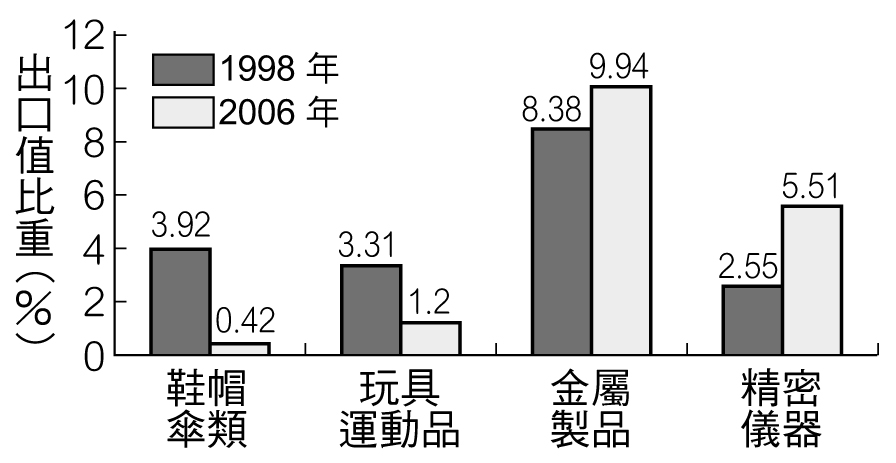 出口值比重(%)
12
10
8
6
4
2
0
1998 年
2006 年
3.92
0.42
3.31
1.2
8.38
9.94
2.55
5.51
鞋帽
傘類
玩具
運動品
金屬
製品
精密
儀器